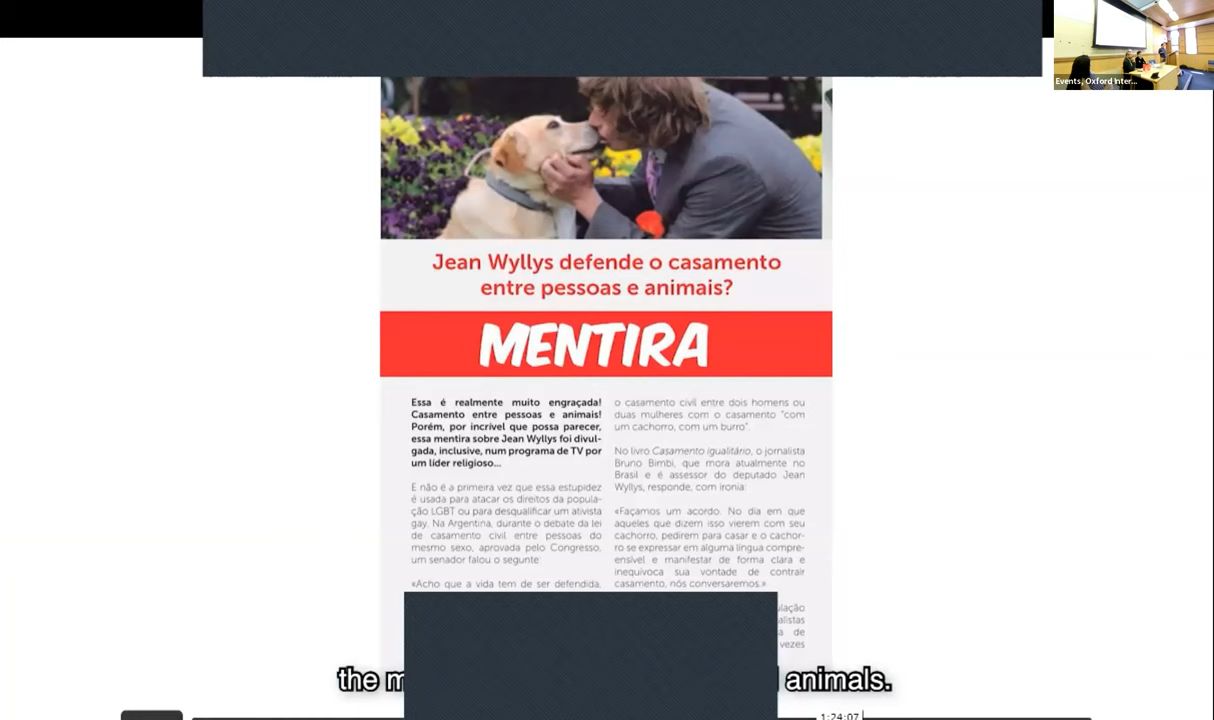 Events, Oxford Inter...
Jean Wyllys defende o casamento
entre pessoas e animais?
MENTIRA
Essa é realmente muito engraçada!
Casamento entre pessoas e animais!
Porém, por incrível que possa parecer,
essa mentira sobre Jean Wyllys foi divul-
gada, inclusive, num programa de TV por
um líder religioso...
E não é a primeira vez que essa estupidez
é usada para atacar os direitos da popula-
ção LGBT ou para desqualificar um ativista
gay. Na Argentina, durante o debate da lei
de casamento civil entre pessoas do
mesmo sexo, aprovada pelo Congresso,
um senador falou o segunte:
«Acho que a vida tem de ser defendida,
o casamento civil entre dois homens ou
duas mulheres com o casamento "com
um cachorro, com um burro".
No livro Casamento igualitário, o jornalista
Bruno Bimbi, que mora atualmente no
Brasil e é assessor do deputado Jean
Wyllys, responde, com ironia:
«Façamos um acordo. No dia em que
aqueles que dizem isso vierem com seu
cachorro, pedirem para casar e o cachor-
ro se expressar em alguma língua compre-
ensível e manifestar de forma clara e
inequívoca sua vontade de contrair
casamento, nós conversaremos.»
de
vezes
the animals.
1:24:07